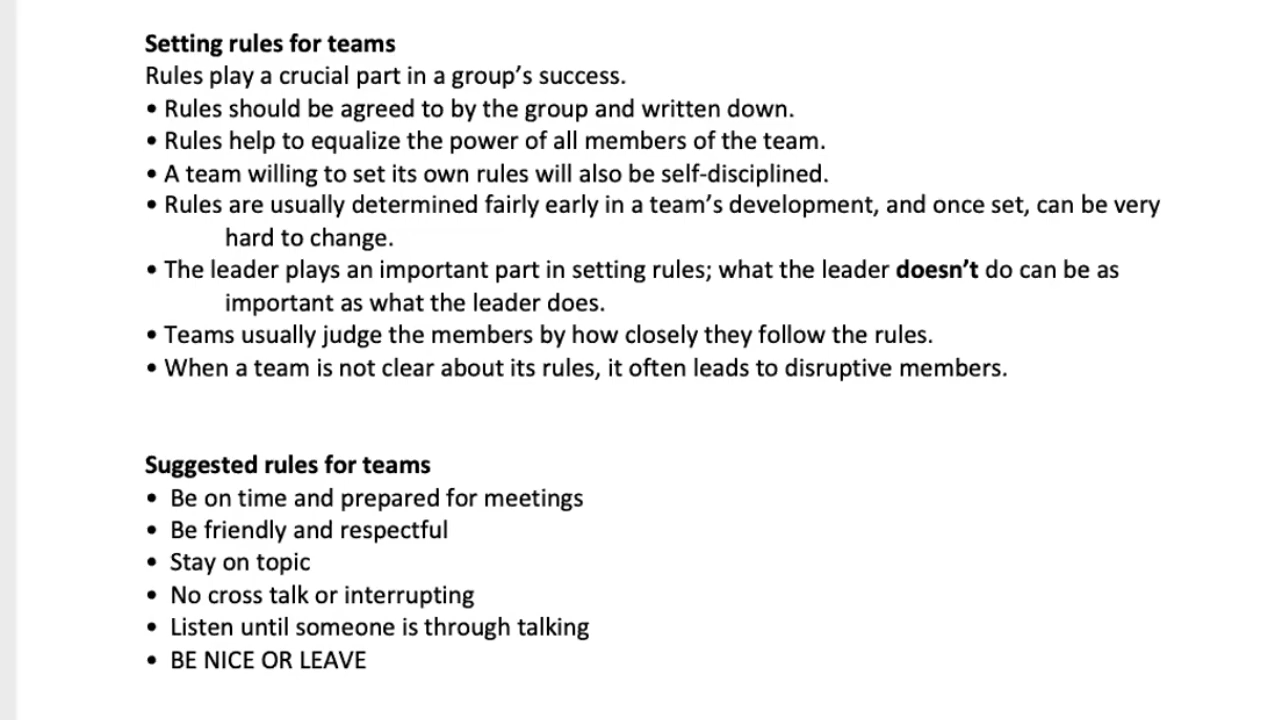 Setting rules for teams
Rules play a crucial part in a group’s success.
• Rules should be agreed to by the group and written down.
• Rules help to equalize the power of all members of the team.
• A team willing to set its own rules will also be self-disciplined.
• Rules are usually determined fairly early in a team’s development, and once set, can be very
hard to change.
• The leader plays an important part in setting rules; what the leader doesn’t do can be as
important as what the leader does.
• Teams usually judge the members by how closely they follow the rules.
• When a team is not clear about its rules, it often leads to disruptive members.
Suggested rules for teams
• Be on time and prepared for meetings
• Be friendly and respectful
• Stay on topic
• No cross talk or interrupting
• Listen until someone is through talking
• BE NICE OR LEAVE